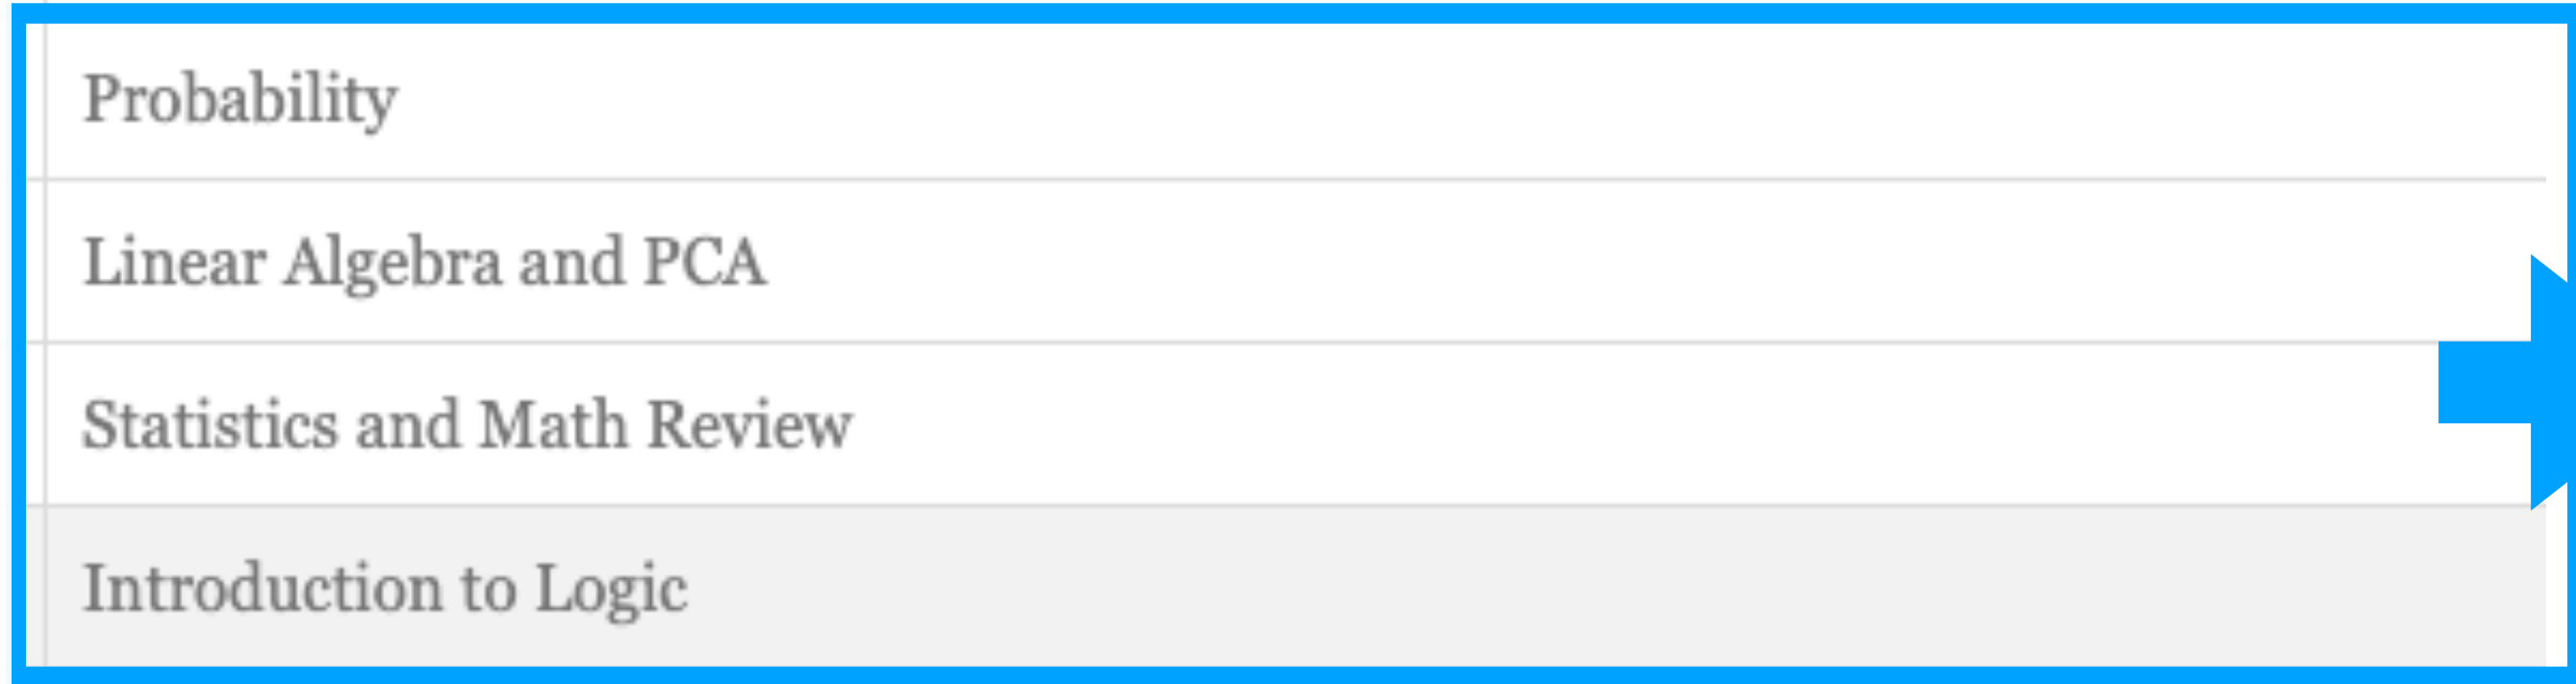 Probability
Linear Algebra and PCA
Statistics and Math Review
Introduction to Logic